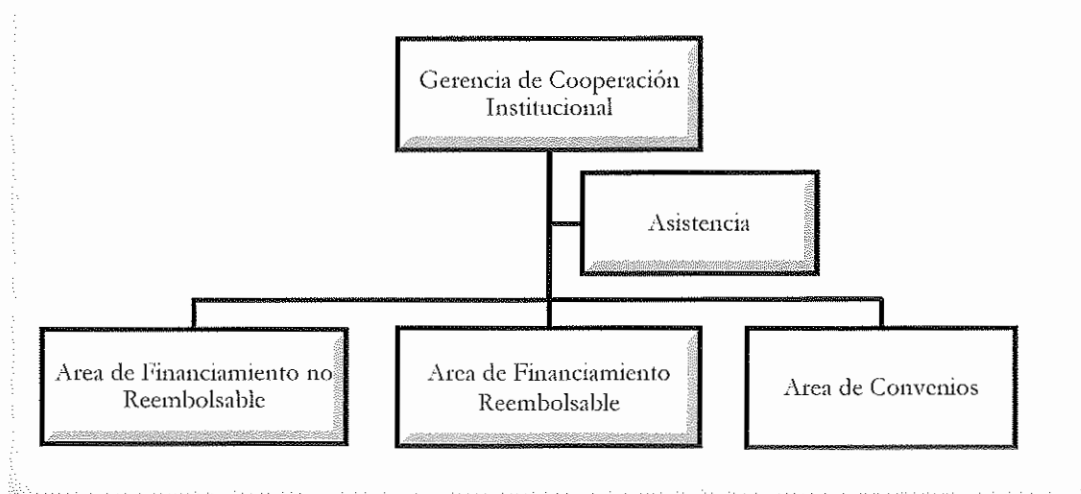 Gerencia de Cooperación
Institucional
Asistencia
Area de Financiamiento no
Reembolsable
Area de Financiamiento
Reembolsable
Area de Convenios